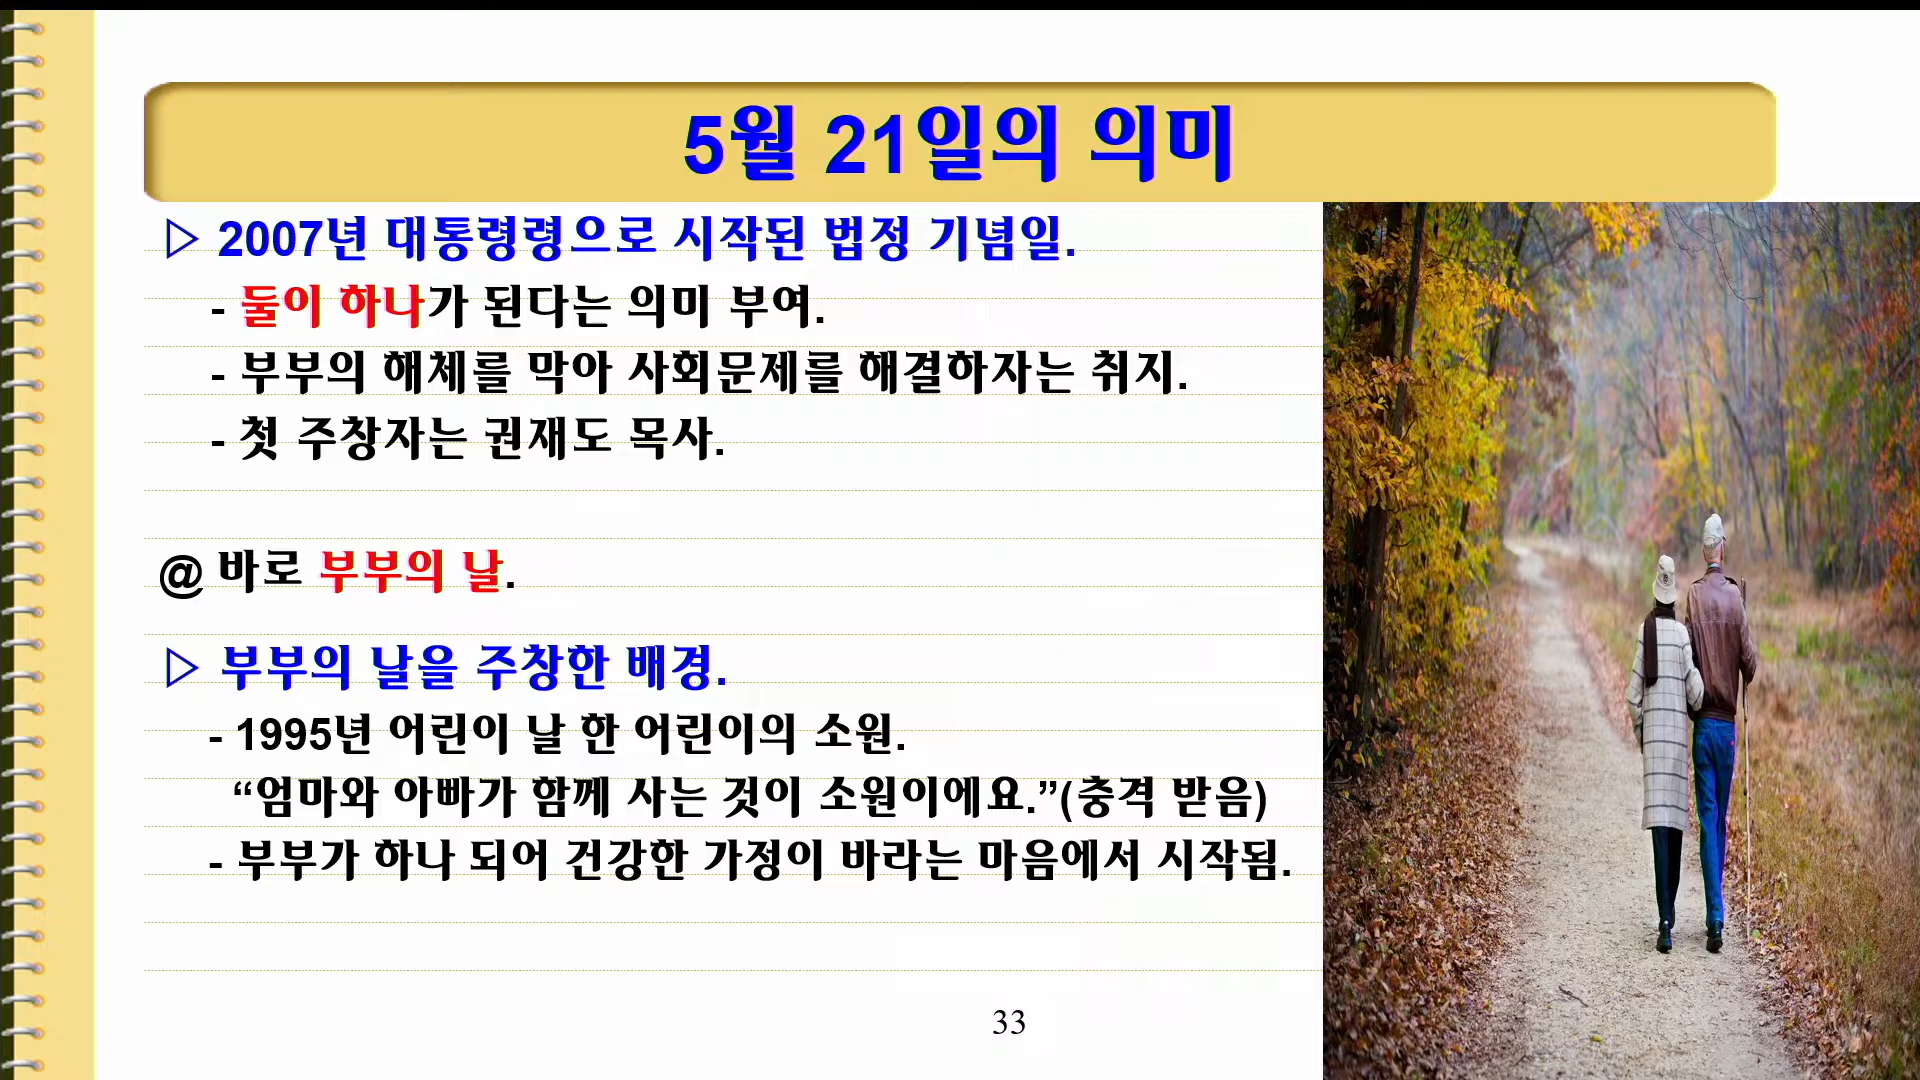 5월 21일의 의미
▷ 2007년 대통령령으로 시작된 법정 기념일.
- 둘이 하나가 된다는 의미 부여.
- 부부의 해체를 막아 사회문제를 해결하자는 취지.
- 첫 주창자는 권재도 목사.
@ 바로 부부의 날.
▷ 부부의 날을 주창한 배경.
- 1995년 어린이 날 한 어린이의 소원.
“엄마와 아빠가 함께 사는 것이 소원이에요.”(충격 받음)
- 부부가 하나 되어 건강한 가정이 바라는 마음에서 시작됨.
33